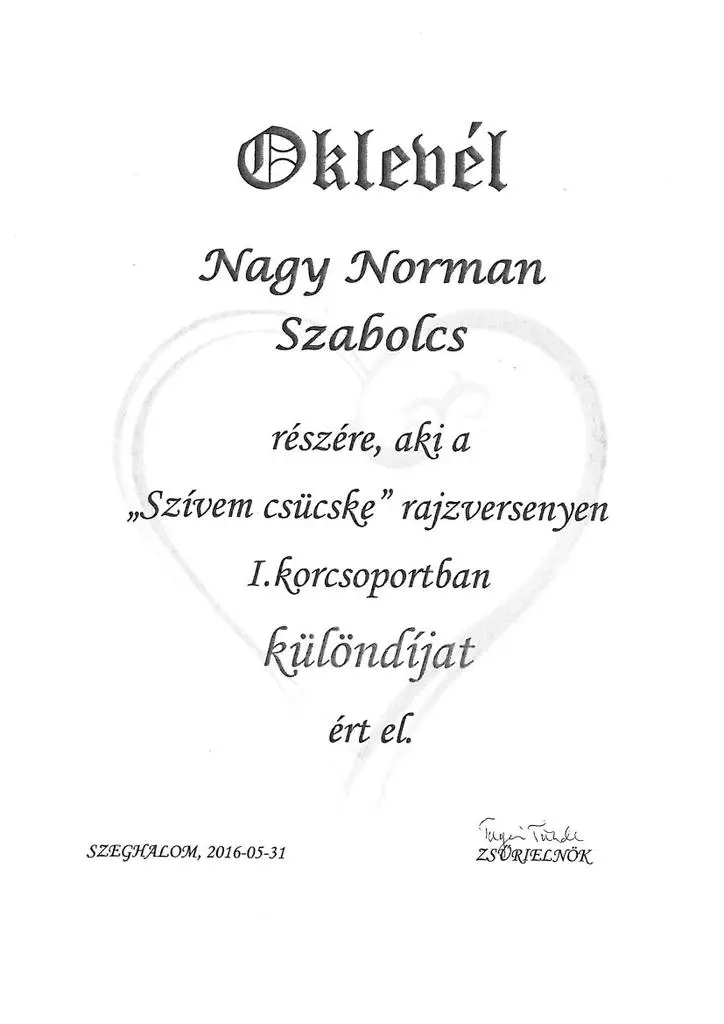 Oklevél
Nagy Norman
Szabolcs
részére, aki a
„Szívem csücske” rajzversenyen
I.korcsoportban
különdíjat
ért el.
Tünde
SZEGHALOM, 2016-05-31
ZSŰRIELNÖK